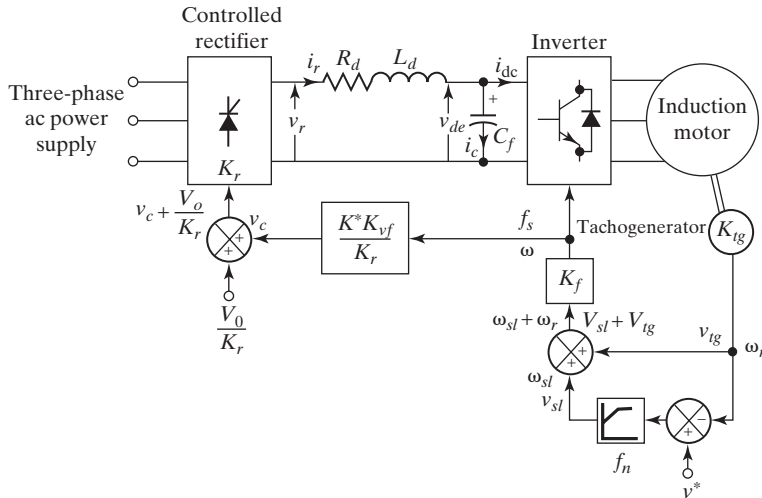 Controlled
rectifier
Three-phase
ac power
supply
K_r
i_r
R_d
L_d
v_r
v_de
i_dc
+
i_c
C_f
Inverter
Induction
motor
Tachogenerator
K_tg
v_c + V_o/K_r
v_c
+
+
V_0/K_r
K*K_vf/K_r
f_s
ω
K_f
ω_sl + ω_r
V_sl + V_tg
+
+
v_tg
ω_r
ω_sl
v_sl
f_n
−
+
v*